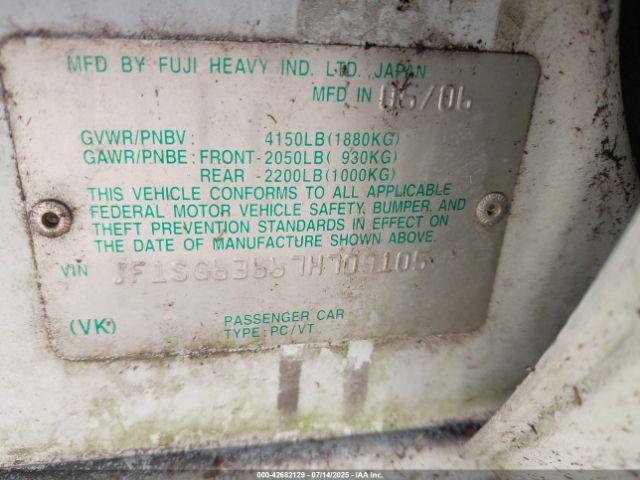 MFD BY FUJI HEAVY IND. LTD. JAPAN
MFD IN 05/06
GVWR/PNBV : 4150LB(1880KG)
GAWR/PNBE : FRONT-2050LB( 930KG)
REAR -2200LB(1000KG)
THIS VEHICLE CONFORMS TO ALL APPLICABLE
FEDERAL MOTOR VEHICLE SAFETY, BUMPER, AND
THEFT PREVENTION STANDARDS IN EFFECT ON
THE DATE OF MANUFACTURE SHOWN ABOVE.
VIN
(VK) PASSENGER CAR
TYPE: PC/VT
000-42682129 - 07/14/2025 - IAA Inc.